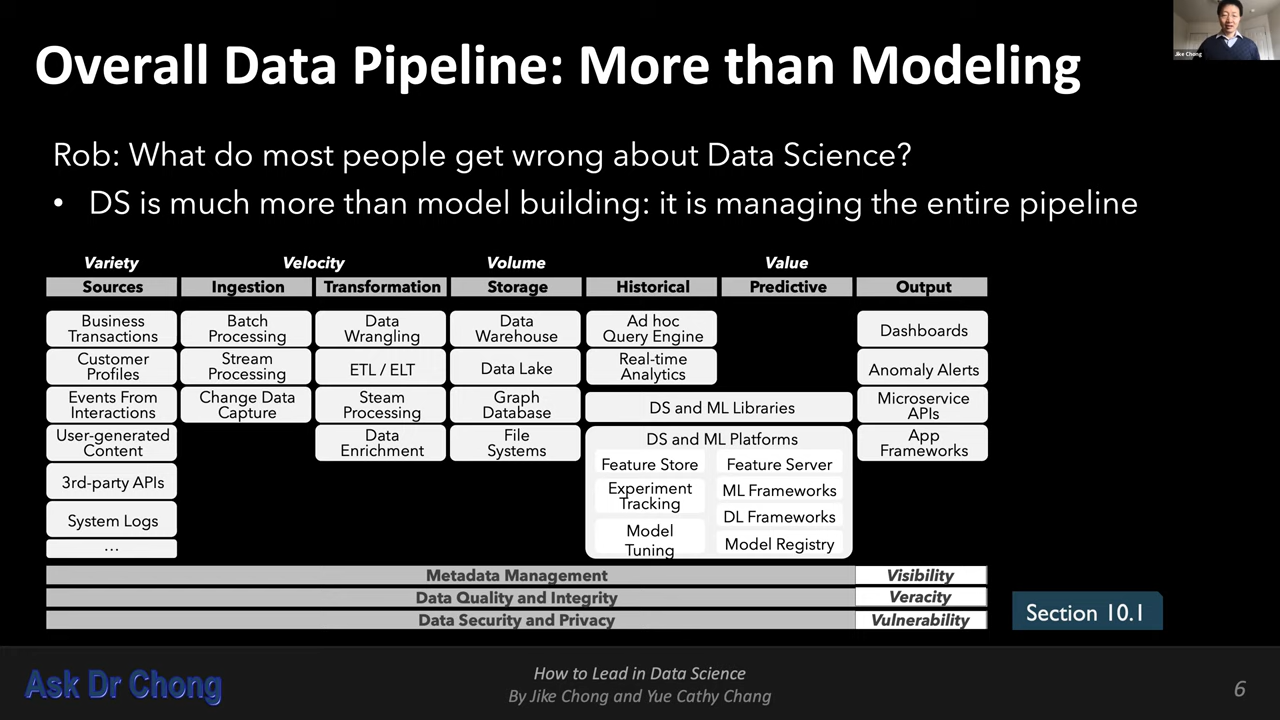 Overall Data Pipeline: More than Modeling
Jike Chong
Rob: What do most people get wrong about Data Science?
• DS is much more than model building: it is managing the entire pipeline
Variety
Velocity
Volume
Value
Sources
Ingestion
Transformation
Storage
Historical
Predictive
Output
Business
Transactions
Customer
Profiles
Events From
Interactions
User-generated
Content
3rd-party APIs
System Logs
...
Batch
Processing
Stream
Processing
Change Data
Capture
Data
Wrangling
ETL / ELT
Steam
Processing
Data
Enrichment
Data
Warehouse
Data Lake
Graph
Database
File
Systems
Ad hoc
Query Engine
Real-time
Analytics
DS and ML Libraries
DS and ML Platforms
Feature Store
Experiment
Tracking
Model
Tuning
Feature Server
ML Frameworks
DL Frameworks
Model Registry
Dashboards
Anomaly Alerts
Microservice
APIs
App
Frameworks
Metadata Management
Visibility
Data Quality and Integrity
Veracity
Data Security and Privacy
Vulnerability
Section 10.1
Ask Dr Chong
How to Lead in Data Science
By Jike Chong and Yue Cathy Chang
6